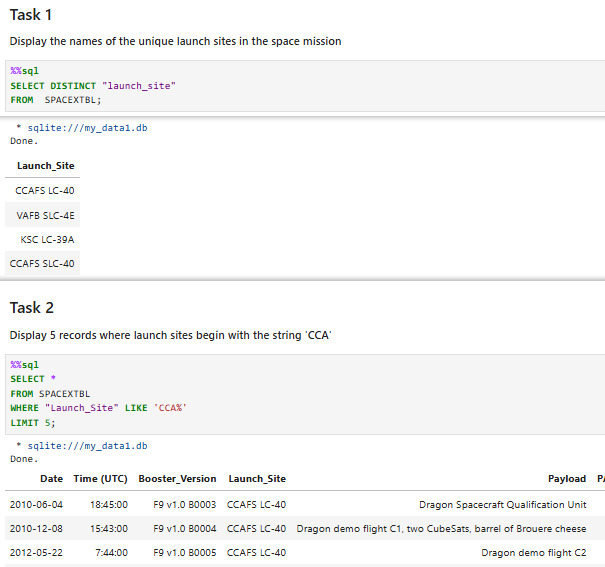 Task 1
Display the names of the unique launch sites in the space mission
%%sql
SELECT DISTINCT "launch_site"
FROM  SPACEXTBL;
* sqlite:///my_data1.db
Done.
Launch_Site
CCAFS LC-40
VAFB SLC-4E
KSC LC-39A
CCAFS SLC-40
Task 2
Display 5 records where launch sites begin with the string 'CCA'
%%sql
SELECT *
FROM SPACEXTBL
WHERE "Launch_Site" LIKE 'CCA%'
LIMIT 5;
* sqlite:///my_data1.db
Done.
Date Time (UTC) Booster_Version Launch_Site Payload
2010-06-04 18:45:00 F9 v1.0 B0003 CCAFS LC-40 Dragon Spacecraft Qualification Unit
2010-12-08 15:43:00 F9 v1.0 B0004 CCAFS LC-40 Dragon demo flight C1, two CubeSats, barrel of Brouere cheese
2012-05-22 7:44:00 F9 v1.0 B0005 CCAFS LC-40 Dragon demo flight C2